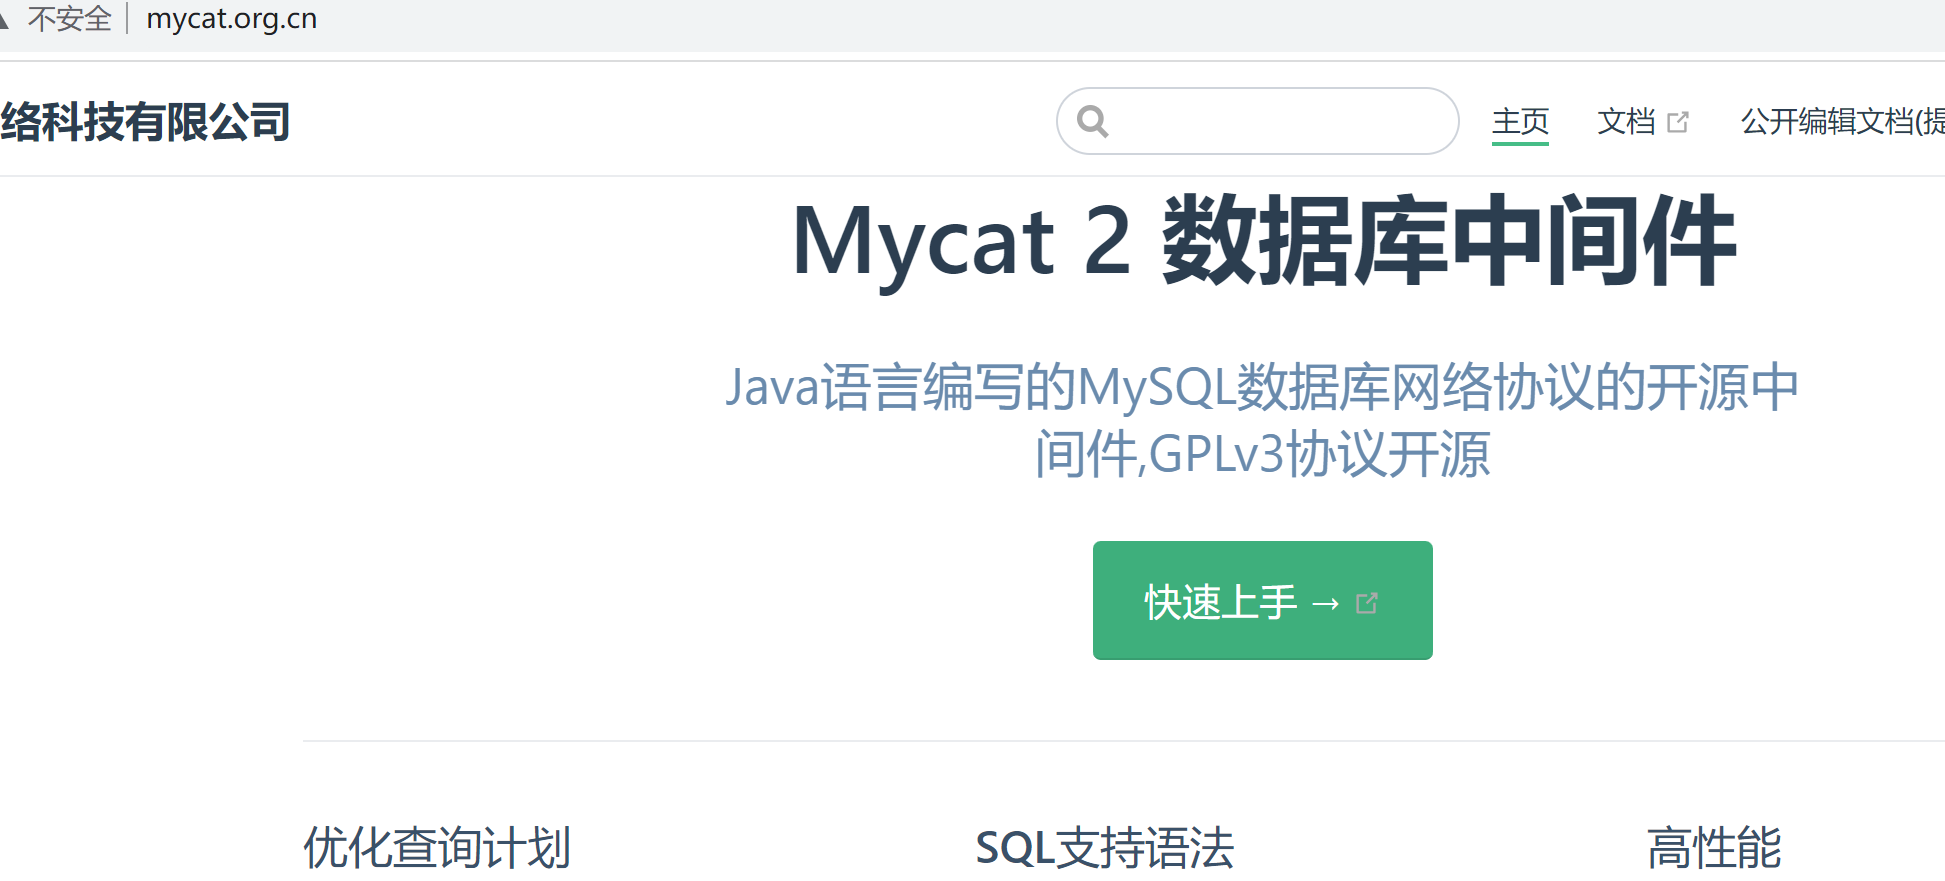 不安全 mycat.org.cn
络科技有限公司
主页 文档 公开编辑文档(提
Mycat 2 数据库中间件
Java语言编写的MySQL数据库网络协议的开源中
间件,GPLv3协议开源
快速上手 →
优化查询计划 SQL支持语法 高性能